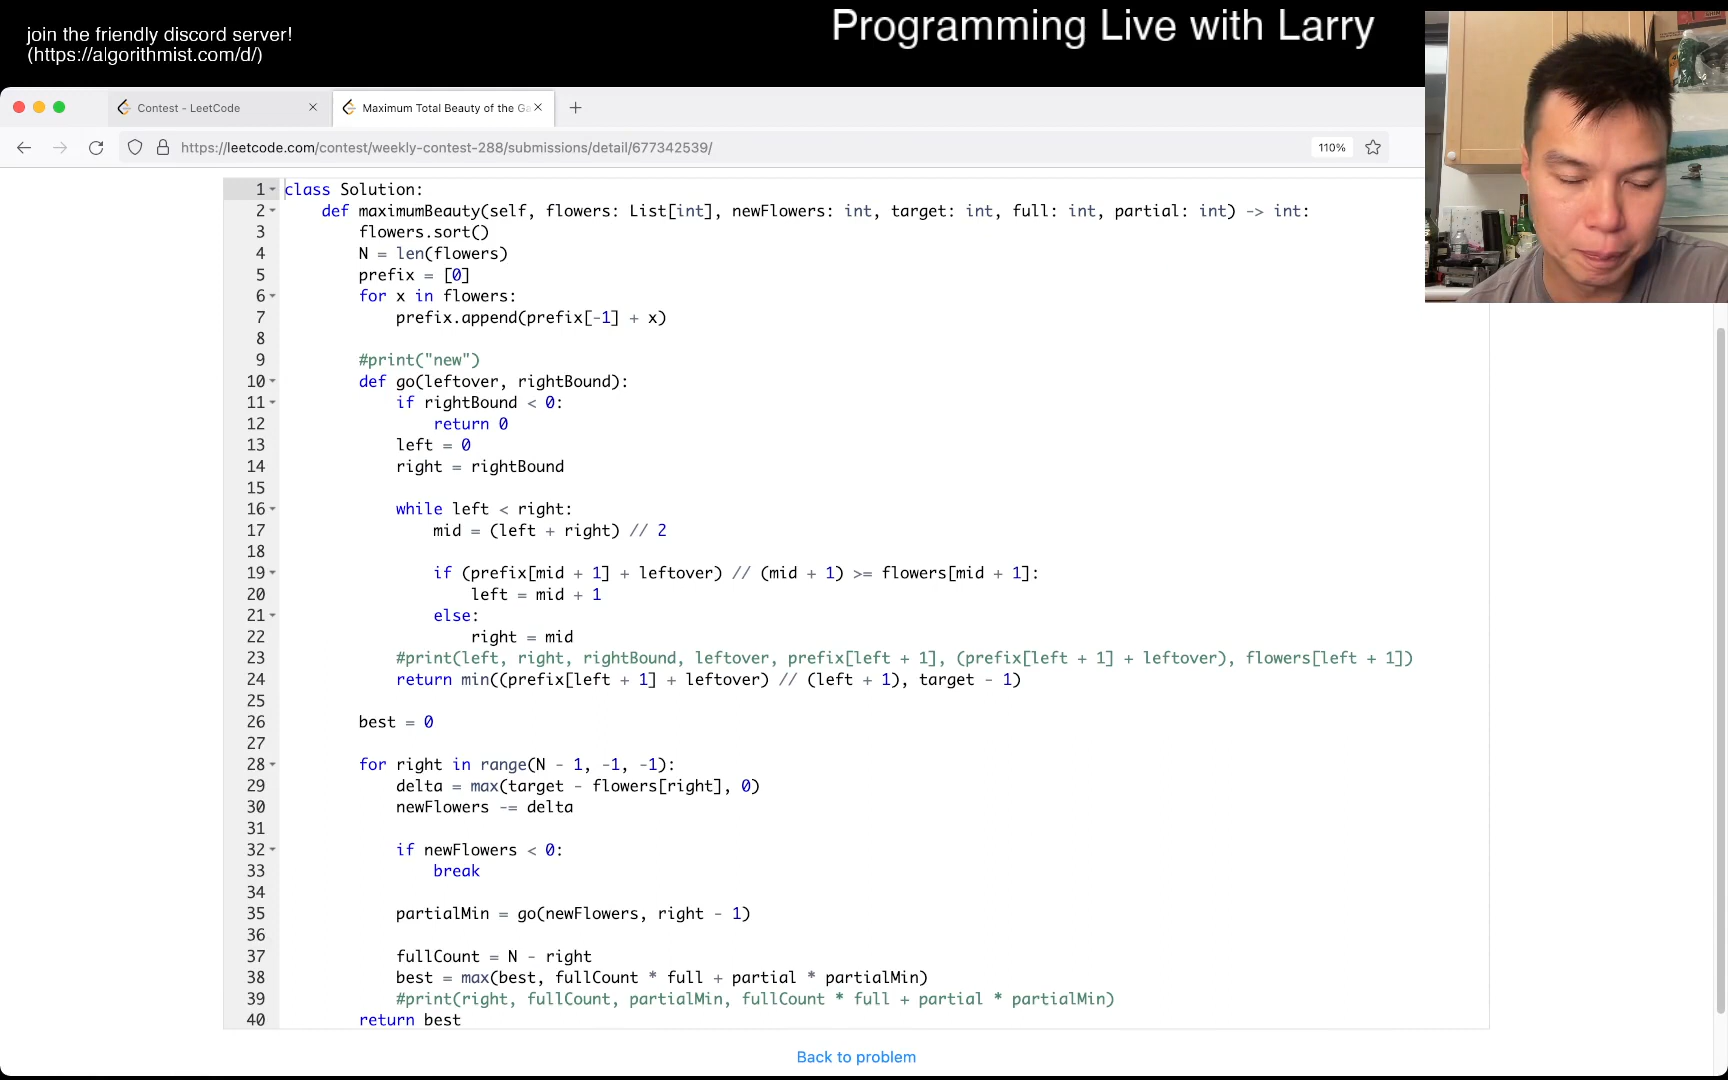 join the friendly discord server!
(https://algorithmist.com/d/)
Programming Live with Larry
Contest - LeetCode
Maximum Total Beauty of the Ga
https://leetcode.com/contest/weekly-contest-288/submissions/detail/677342539/
110%
1 class Solution:
2     def maximumBeauty(self, flowers: List[int], newFlowers: int, target: int, full: int, partial: int) -> int:
3         flowers.sort()
4         N = len(flowers)
5         prefix = [0]
6         for x in flowers:
7             prefix.append(prefix[-1] + x)
8
9         #print("new")
10         def go(leftover, rightBound):
11             if rightBound < 0:
12                 return 0
13             left = 0
14             right = rightBound
15
16             while left < right:
17                 mid = (left + right) // 2
18
19                 if (prefix[mid + 1] + leftover) // (mid + 1) >= flowers[mid + 1]:
20                     left = mid + 1
21                 else:
22                     right = mid
23             #print(left, right, rightBound, leftover, prefix[left + 1], (prefix[left + 1] + leftover), flowers[left + 1])
24             return min((prefix[left + 1] + leftover) // (left + 1), target - 1)
25
26         best = 0
27
28         for right in range(N - 1, -1, -1):
29             delta = max(target - flowers[right], 0)
30             newFlowers -= delta
31
32             if newFlowers < 0:
33                 break
34
35             partialMin = go(newFlowers, right - 1)
36
37             fullCount = N - right
38             best = max(best, fullCount * full + partial * partialMin)
39             #print(right, fullCount, partialMin, fullCount * full + partial * partialMin)
40         return best
Back to problem